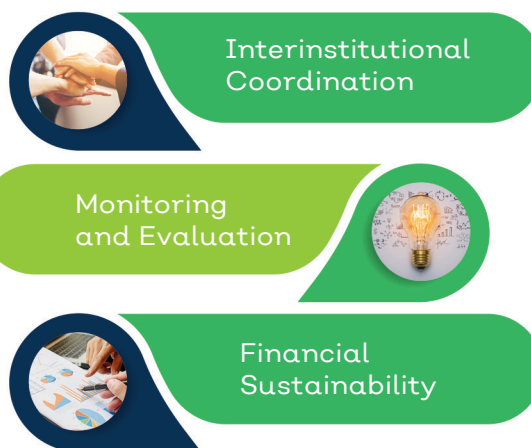 Interinstitutional
Coordination
Monitoring
and Evaluation
Financial
Sustainability